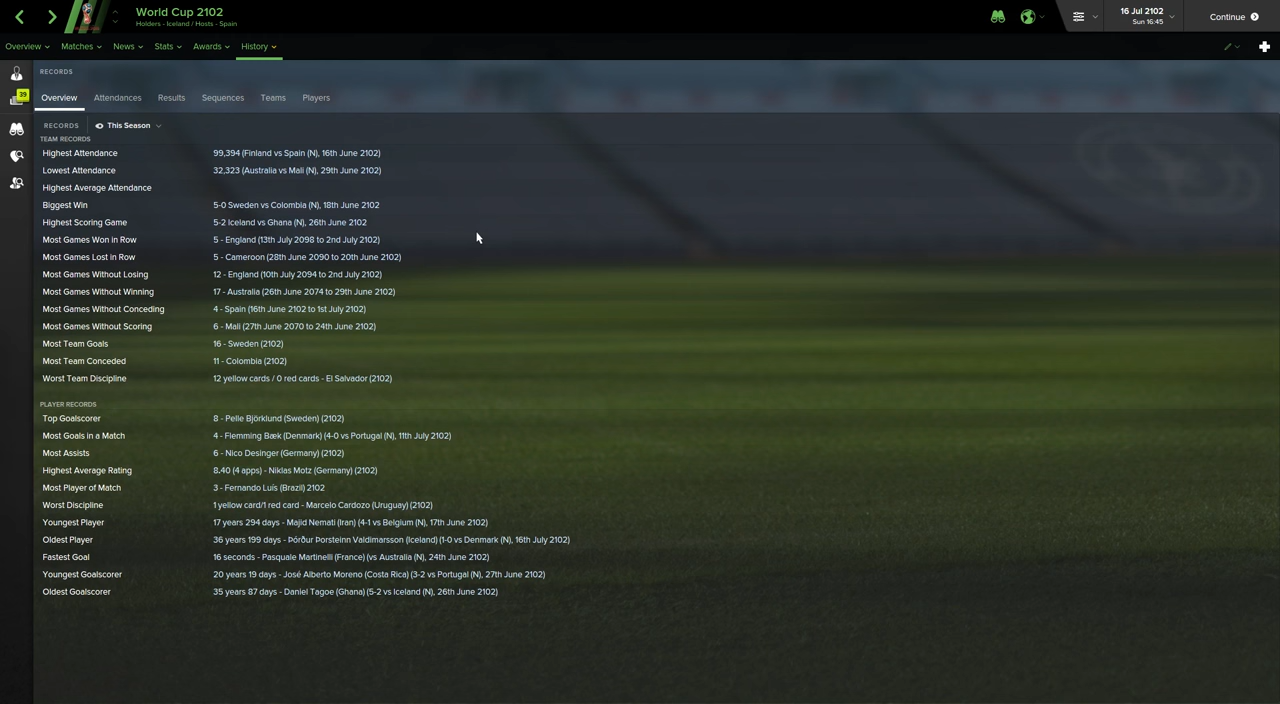 World Cup 2102
Holders - Iceland / Hosts - Spain
16 Jul 2102
Sun 16:45
Continue
Overview
Matches
News
Stats
Awards
History
39
RECORDS
Overview Attendances Results Sequences Teams Players
RECORDS This Season
TEAM RECORDS
Highest Attendance 99,394 (Finland vs Spain (N), 16th June 2102)
Lowest Attendance 32,323 (Australia vs Mali (N), 29th June 2102)
Highest Average Attendance
Biggest Win 5-0 Sweden vs Colombia (N), 18th June 2102
Highest Scoring Game 5-2 Iceland vs Ghana (N), 26th June 2102
Most Games Won in Row 5 - England (13th July 2098 to 2nd July 2102)
Most Games Lost in Row 5 - Cameroon (28th June 2090 to 20th June 2102)
Most Games Without Losing 12 - England (10th July 2094 to 2nd July 2102)
Most Games Without Winning 17 - Australia (26th June 2074 to 29th June 2102)
Most Games Without Conceding 4 - Spain (16th June 2102 to 1st July 2102)
Most Games Without Scoring 6 - Mali (27th June 2070 to 24th June 2102)
Most Team Goals 16 - Sweden (2102)
Most Team Conceded 11 - Colombia (2102)
Worst Team Discipline 12 yellow cards / 0 red cards - El Salvador (2102)
PLAYER RECORDS
Top Goalscorer 8 - Pelle Björklund (Sweden) (2102)
Most Goals in a Match 4 - Flemming Bæk (Denmark) (4-0 vs Portugal (N), 11th July 2102)
Most Assists 6 - Nico Desinger (Germany) (2102)
Highest Average Rating 8.40 (4 apps) - Niklas Motz (Germany) (2102)
Most Player of Match 3 - Fernando Luís (Brazil) 2102
Worst Discipline 1 yellow card/1 red card - Marcelo Cardozo (Uruguay) (2102)
Youngest Player 17 years 294 days - Majid Nemati (Iran) (4-1 vs Belgium (N), 17th June 2102)
Oldest Player 36 years 199 days - Þórður Þorsteinn Valdimarsson (Iceland) (1-0 vs Denmark (N), 16th July 2102)
Fastest Goal 16 seconds - Pasquale Martinelli (France) (vs Australia (N), 24th June 2102)
Youngest Goalscorer 20 years 19 days - José Alberto Moreno (Costa Rica) (3-2 vs Portugal (N), 27th June 2102)
Oldest Goalscorer 35 years 87 days - Daniel Tagoe (Ghana) (5-2 vs Iceland (N), 26th June 2102)